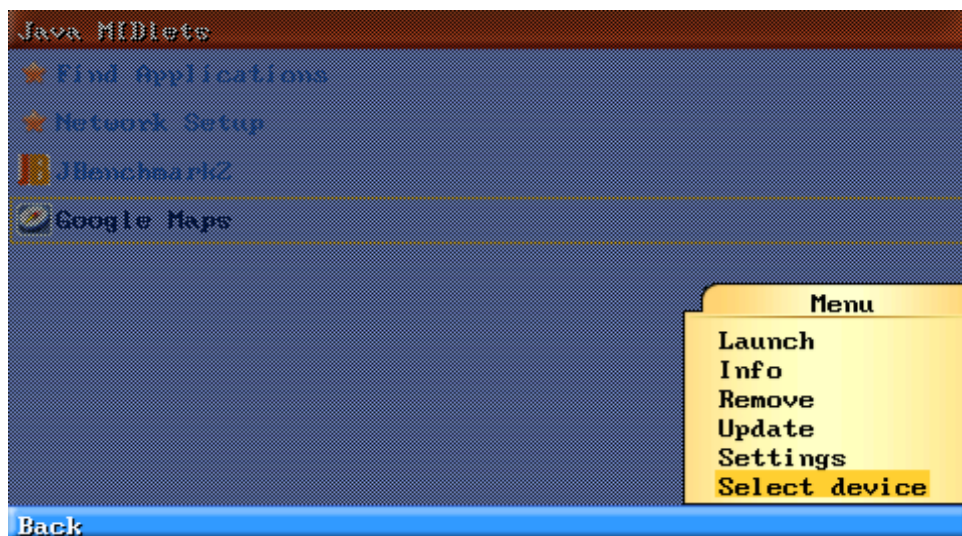 Java MIDlets
Find Applications
Network Setup
JBenchmark2
Google Maps
Menu
Launch
Info
Remove
Update
Settings
Select device
Back